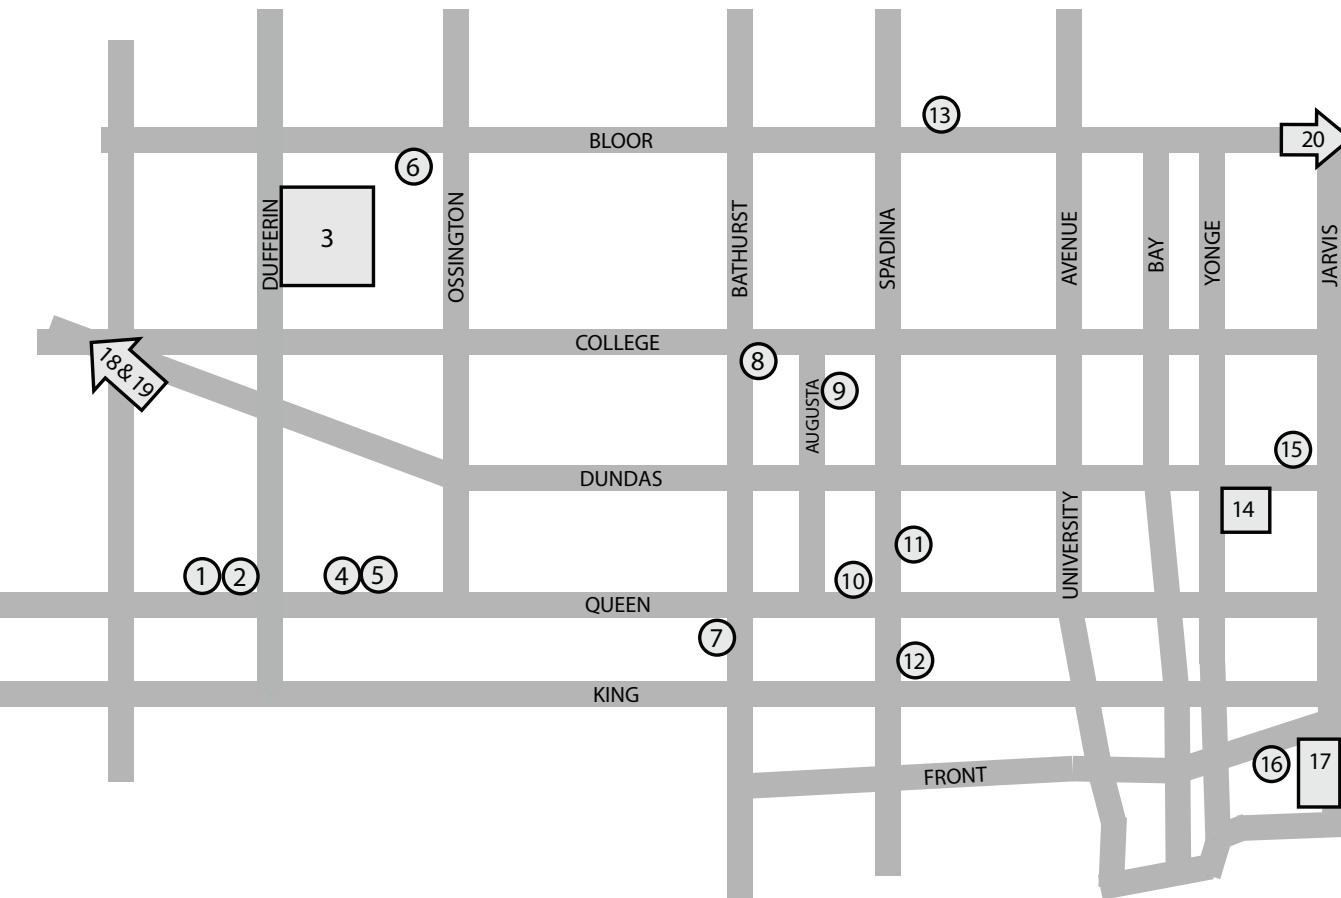 13
BLOOR
20
6
DUFFERIN
3
OSSINGTON
BATHURST
SPADINA
AVENUE
BAY
YONGE
JARVIS
COLLEGE
18 & 19
8
AUGUSTA
9
15
DUNDAS
14
UNIVERSITY
11
1
2
4
5
10
QUEEN
7
12
KING
FRONT
16
17